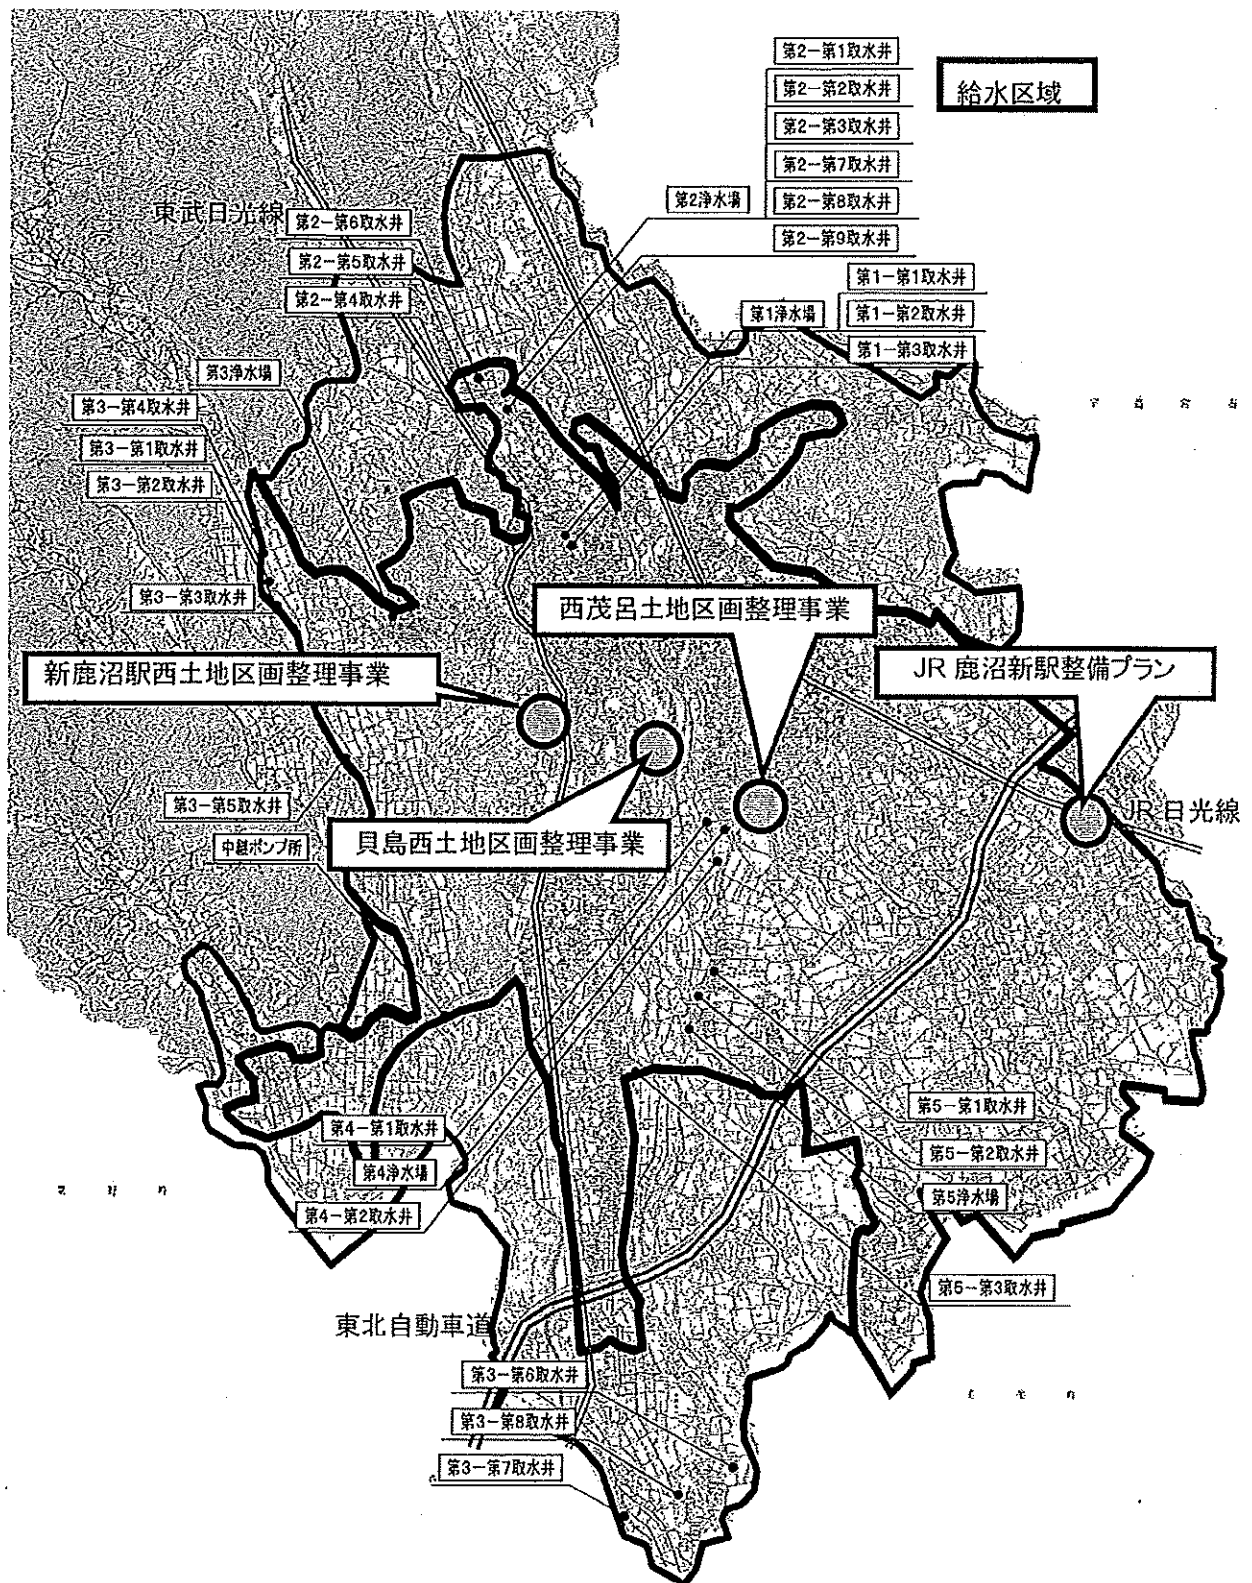 第2－第1取水井
第2－第2取水井
第2－第3取水井
第2－第7取水井
第2－第8取水井
第2－第9取水井
給水区域
第2浄水場
東武日光線
第2－第6取水井
第2－第5取水井
第2－第4取水井
第1－第1取水井
第1浄水場
第1－第2取水井
第1－第3取水井
第3浄水場
第3－第4取水井
第3－第1取水井
第3－第2取水井
第3－第3取水井
西茂呂土地区画整理事業
新鹿沼駅西土地区画整理事業
JR 鹿沼新駅整備プラン
第3－第5取水井
JR 日光線
中継ポンプ所
貝島西土地区画整理事業
第5－第1取水井
第4－第1取水井
第5－第2取水井
第4浄水場
第5浄水場
第4－第2取水井
第5－第3取水井
東北自動車道
第3－第6取水井
第3－第8取水井
第3－第7取水井